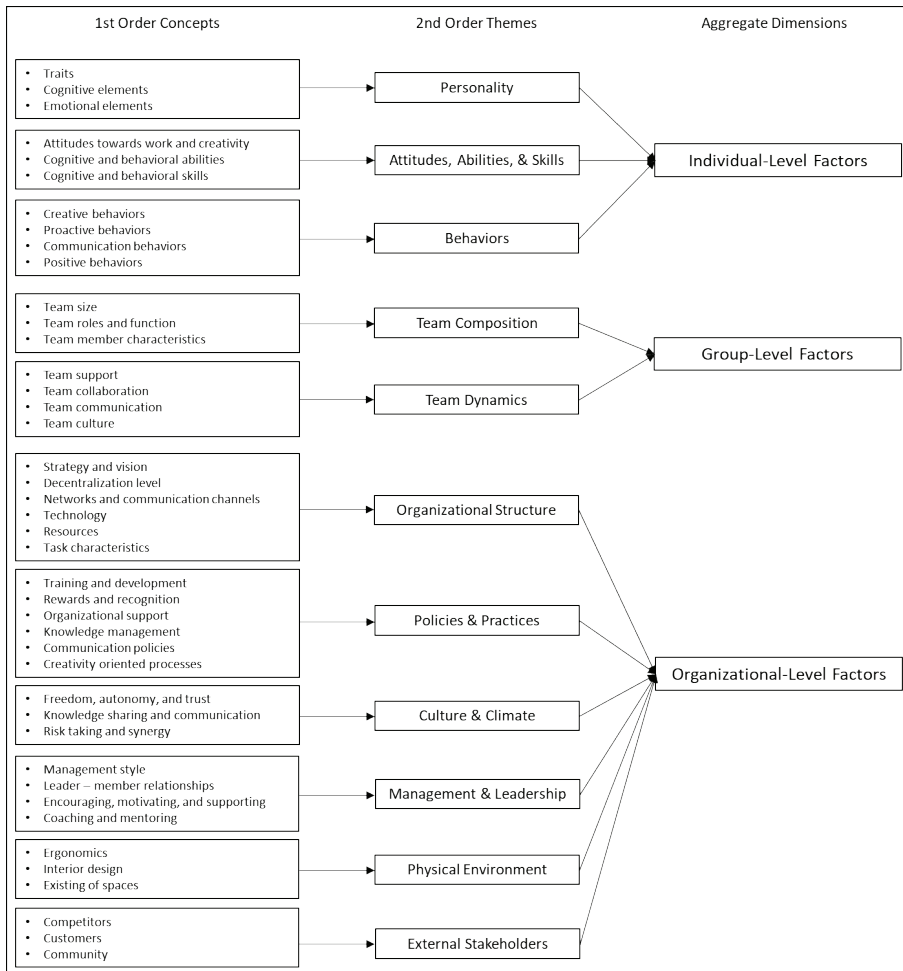 1st Order Concepts
2nd Order Themes
Aggregate Dimensions
• Traits
• Cognitive elements
• Emotional elements
Personality
• Attitudes towards work and creativity
• Cognitive and behavioral abilities
• Cognitive and behavioral skills
Attitudes, Abilities, & Skills
Individual-Level Factors
• Creative behaviors
• Proactive behaviors
• Communication behaviors
• Positive behaviors
Behaviors
• Team size
• Team roles and function
• Team member characteristics
Team Composition
Group-Level Factors
• Team support
• Team collaboration
• Team communication
• Team culture
Team Dynamics
• Strategy and vision
• Decentralization level
• Networks and communication channels
• Technology
• Resources
• Task characteristics
Organizational Structure
• Training and development
• Rewards and recognition
• Organizational support
• Knowledge management
• Communication policies
• Creativity oriented processes
Policies & Practices
Organizational-Level Factors
• Freedom, autonomy, and trust
• Knowledge sharing and communication
• Risk taking and synergy
Culture & Climate
• Management style
• Leader – member relationships
• Encouraging, motivating, and supporting
• Coaching and mentoring
Management & Leadership
• Ergonomics
• Interior design
• Existing of spaces
Physical Environment
• Competitors
• Customers
• Community
External Stakeholders